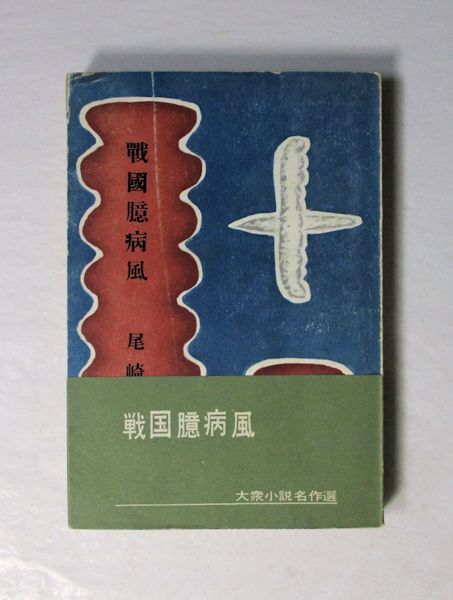 戰國臆病風
尾崎
戦国臆病風
大衆小説名作選